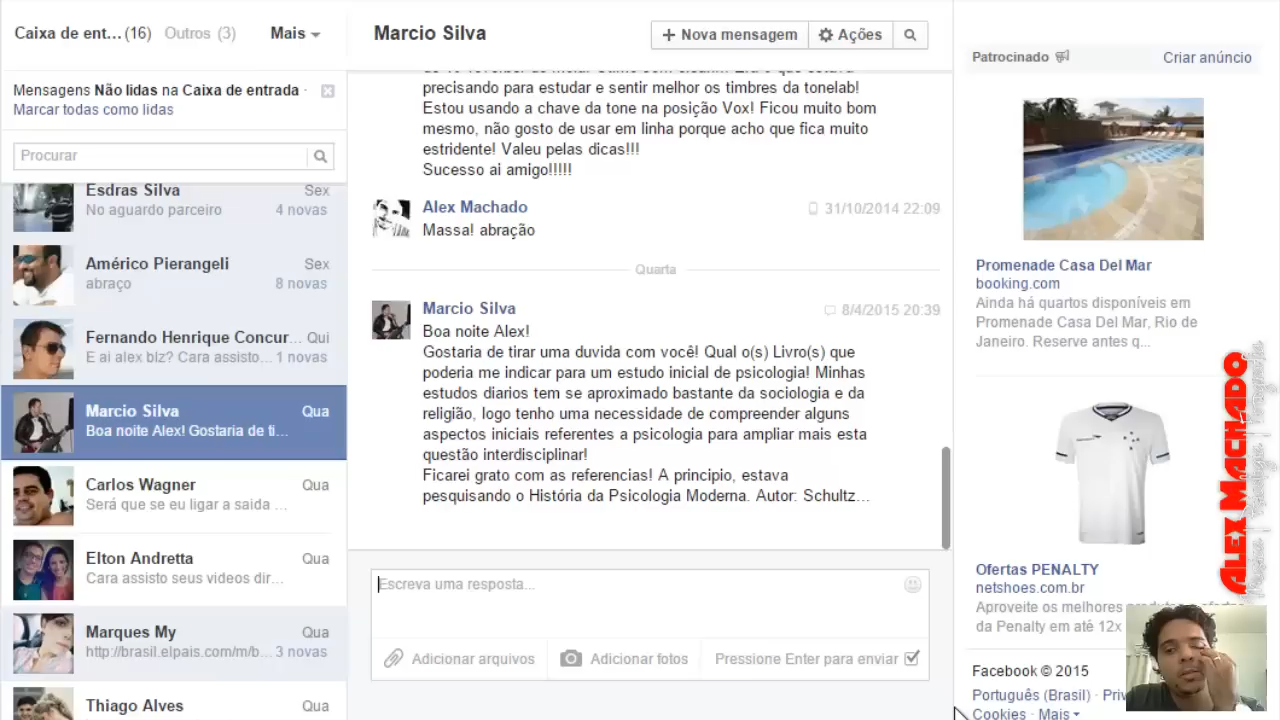 Caixa de ent... (16) Outros (3) Mais
Mensagens Não lidas na Caixa de entrada ·
Marcar todas como lidas
Procurar
Esdras Silva Sex
No aguardo parceiro 4 novas
Américo Pierangeli Sex
abraço 8 novas
Fernando Henrique Concur... Qui
E ai alex blz? Cara assisto... 1 novas
Marcio Silva Qua
Boa noite Alex! Gostaria de ti...
Carlos Wagner Qua
Será que se eu ligar a saida ...
Elton Andretta Qua
Cara assisto seus videos dir...
Marques My Qua
http://brasil.elpais.com/m/b... 3 novas
Thiago Alves Qua
Marcio Silva
Nova mensagem Ações
precisando para estudar e sentir melhor os timbres da tonelab!
Estou usando a chave da tone na posição Vox! Ficou muito bom
mesmo, não gosto de usar em linha porque acho que fica muito
estridente! Valeu pelas dicas!!!
Sucesso ai amigo!!!!!
Alex Machado 31/10/2014 22:09
Massa! abração
Quarta
Marcio Silva 8/4/2015 20:39
Boa noite Alex!
Gostaria de tirar uma duvida com você! Qual o(s) Livro(s) que
poderia me indicar para um estudo inicial de psicologia! Minhas
estudos diarios tem se aproximado bastante da sociologia e da
religião, logo tenho uma necessidade de compreender alguns
aspectos iniciais referentes a psicologia para ampliar mais esta
questão interdisciplinar!
Ficarei grato com as referencias! A principio, estava
pesquisando o História da Psicologia Moderna. Autor: Schultz...
Escreva uma resposta...
Adicionar arquivos Adicionar fotos Pressione Enter para enviar
Patrocinado Criar anúncio
Promenade Casa Del Mar
booking.com
Ainda há quartos disponíveis em
Promenade Casa Del Mar, Rio de
Janeiro. Reserve antes q...
Ofertas PENALTY
netshoes.com.br
Aproveite os melhores
da Penalty em até 12x
Facebook © 2015
Português (Brasil) · Pri
Cookies · Mais
ALEX MACHADO